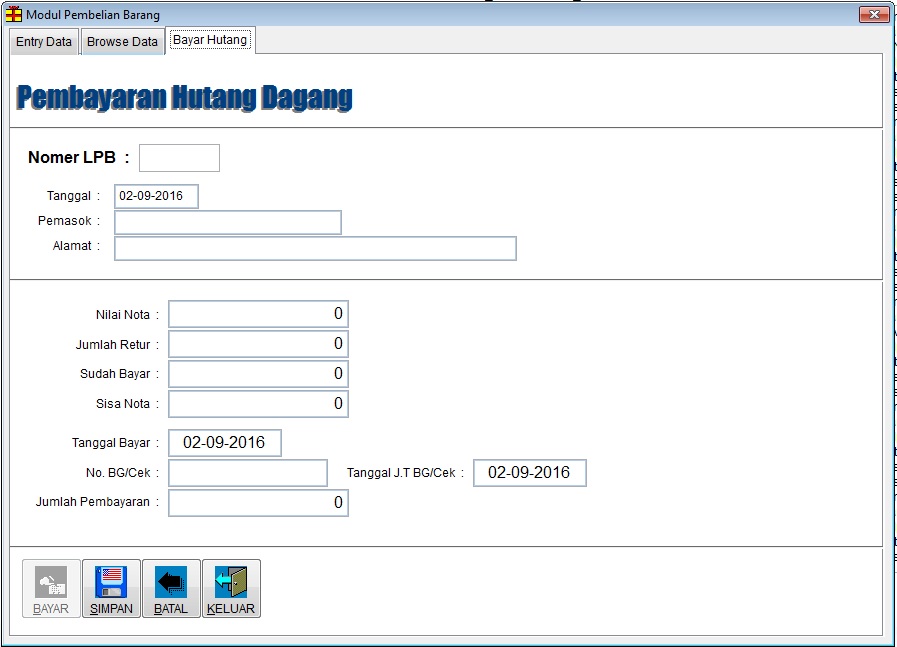 Modul Pembelian Barang
Entry Data Browse Data Bayar Hutang
Pembayaran Hutang Dagang
Nomer LPB :
Tanggal : 02-09-2016
Pemasok :
Alamat :
Nilai Nota : 0
Jumlah Retur : 0
Sudah Bayar : 0
Sisa Nota : 0
Tanggal Bayar : 02-09-2016
No. BG/Cek : Tanggal J.T BG/Cek : 02-09-2016
Jumlah Pembayaran : 0
BAYAR SIMPAN BATAL KELUAR